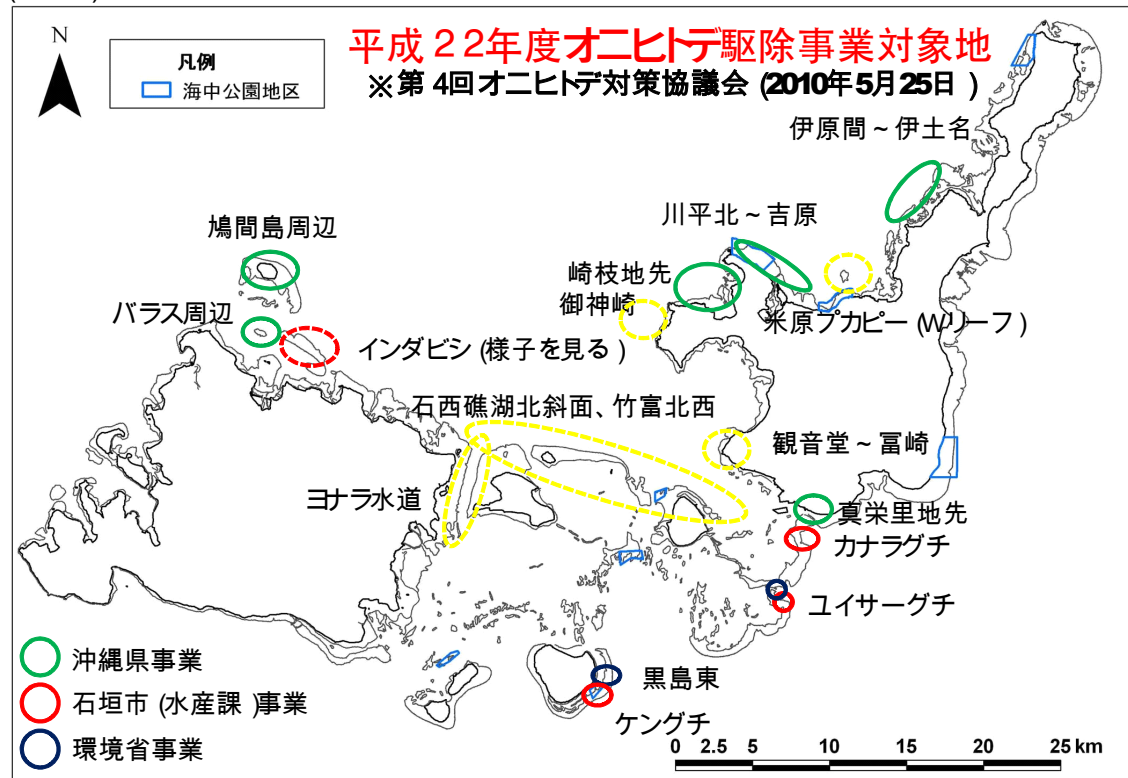 N
凡例
海中公園地区
平成22年度オニヒトデ駆除事業対象地
※第4回オニヒトデ対策協議会(2010年5月25日)
伊原間~伊土名
川平北~吉原
鳩間島周辺
崎枝地先
御神崎
バラス周辺
米原プカピー(Wリーフ)
インダビシ(様子を見る)
石西礁湖北斜面、竹富北西
観音堂~冨崎
ヨナラ水道
真栄里地先
カナラグチ
ユイサーグチ
黒島東
ケングチ
沖縄県事業
石垣市(水産課)事業
環境省事業
0 2.5 5 10 15 20 25 km